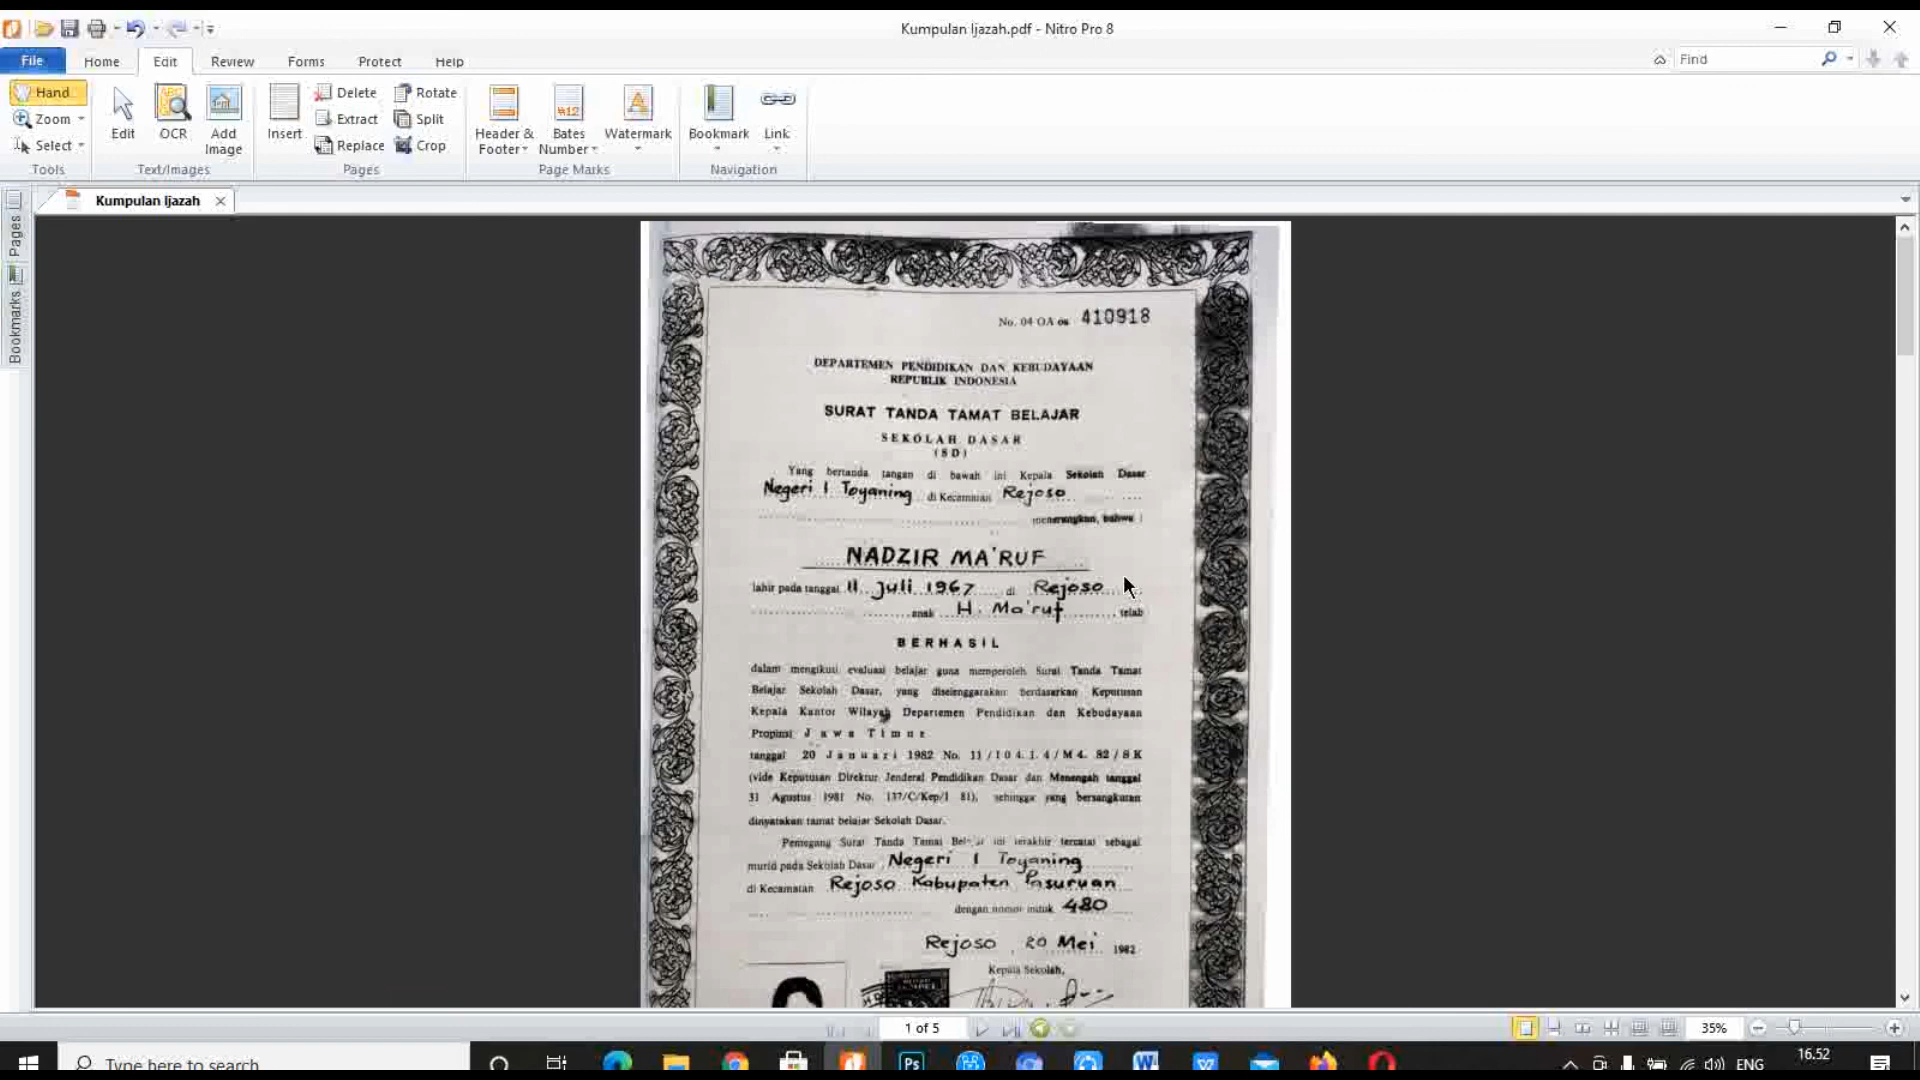 Kumpulan Ijazah.pdf - Nitro Pro 8
File Home Edit Review Forms Protect Help
Find
Hand
Zoom
Select
Tools
Edit
OCR
Add Image
Text/Images
Insert
Delete
Extract
Replace
Rotate
Split
Crop
Pages
Header & Footer
Bates Number
Watermark
Page Marks
Bookmark
Link
Navigation
Kumpulan Ijazah
Pages
Bookmarks
No. 04 OA oa 410918
DEPARTEMEN PENDIDIKAN DAN KEBUDAYAAN
REPUBLIK INDONESIA
SURAT TANDA TAMAT BELAJAR
SEKOLAH DASAR
(SD)
Yang bertanda tangan di bawah ini Kepala Sekolah Dasar
Negeri I Toyaning di Kecamatan Rejoso
menerangkan, bahwa :
NADZIR MA'RUF
lahir pada tanggal 11 Juli 1967 di Rejoso
anak H. Ma'ruf telah
BERHASIL
dalam mengikuti evaluasi belajar guna memperoleh Surat Tanda Tamat
Belajar Sekolah Dasar, yang diselenggarakan berdasarkan Keputusan
Kepala Kantor Wilayah Departemen Pendidikan dan Kebudayaan
Propinsi Jawa Timur
tanggal 20 Januari 1982 No. 11/104.1.4/M4.82/SK
(vide Keputusan Direktur Jenderal Pendidikan Dasar dan Menengah tanggal
31 Agustus 1981 No. 137/C/Kep/I 81), sehingga yang bersangkutan
dinyatakan tamat belajar Sekolah Dasar.
Pemegang Surat Tanda Tamat Belajar ini terakhir tercatat sebagai
murid pada Sekolah Dasar Negeri I Toyaning
di Kecamatan Rejoso Kabupaten Pasuruan
dengan nomor induk 480
Rejoso, 20 Mei 1982
Kepala Sekolah,
1 of 5
35%
Type here to search
ENG
16.52